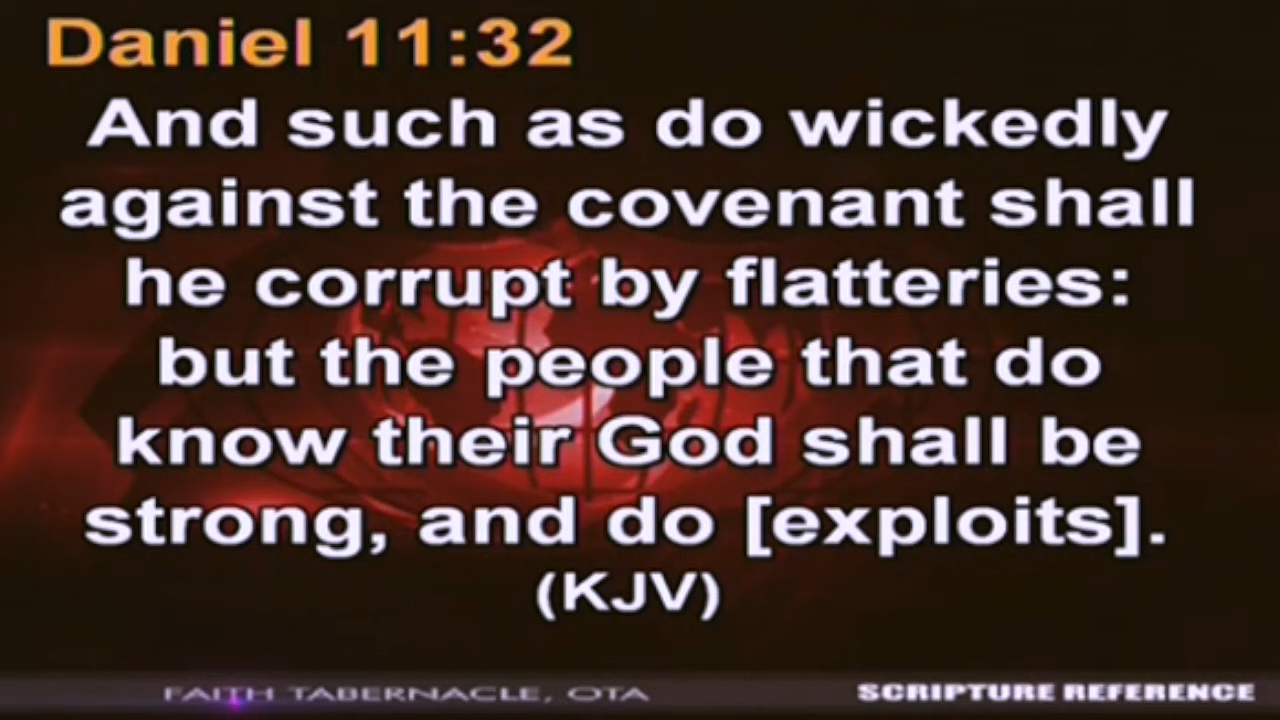 Daniel 11:32
And such as do wickedly
against the covenant shall
he corrupt by flatteries:
but the people that do
know their God shall be
strong, and do [exploits].
(KJV)
FAITH TABERNACLE, OTA
SCRIPTURE REFERENCE